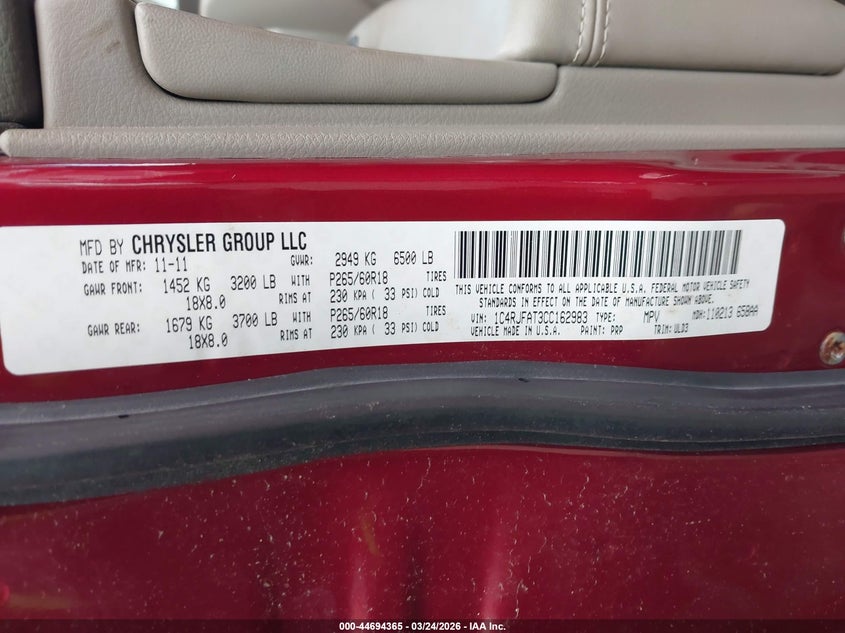 MFD BY CHRYSLER GROUP LLC
DATE OF MFR: 11-11 GVWR: 2949 KG 6500 LB
GAWR FRONT: 1452 KG 3200 LB WITH P265/60R18 TIRES
18X8.0 RIMS AT 230 KPA ( 33 PSI) COLD
GAWR REAR: 1679 KG 3700 LB WITH P265/60R18 TIRES
18X8.0 RIMS AT 230 KPA ( 33 PSI) COLD
THIS VEHICLE CONFORMS TO ALL APPLICABLE U.S.A. FEDERAL MOTOR VEHICLE SAFETY
STANDARDS IN EFFECT ON THE DATE OF MANUFACTURE SHOWN ABOVE.
VIN: 1C4RJFAT3CC162983 TYPE: MPV MDH: 110213 658AA
VEHICLE MADE IN U.S.A. PAINT: PRP TRIM: ULD3
000-44694365 - 03/24/2026 - IAA Inc.